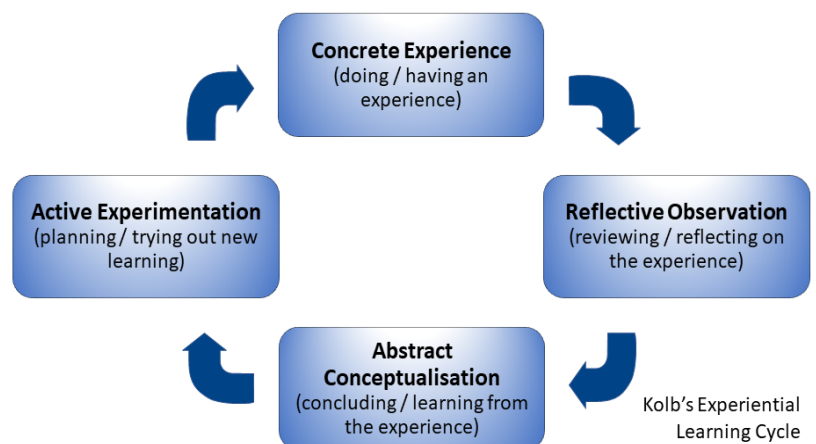 Concrete Experience
(doing / having an
experience)
Active Experimentation
(planning / trying out new
learning)
Reflective Observation
(reviewing / reflecting on
the experience)
Abstract
Conceptualisation
(concluding / learning from
the experience)
Kolb's Experiential
Learning Cycle